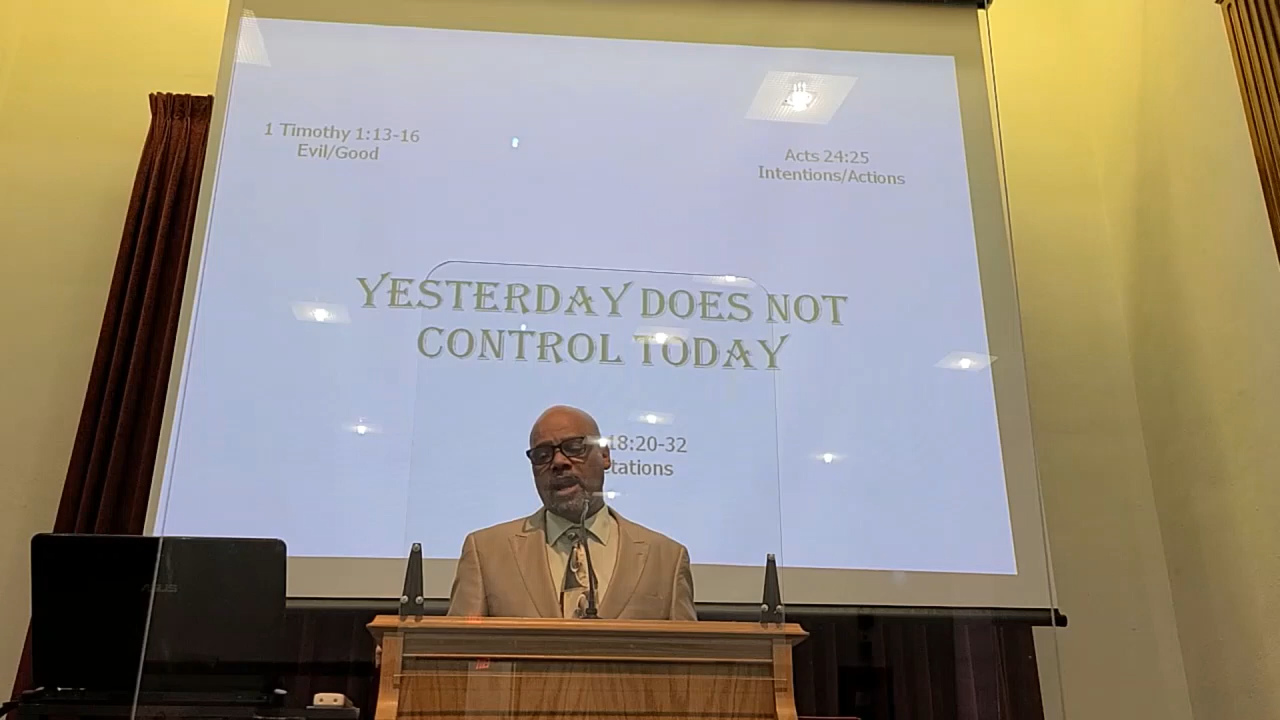 1 Timothy 1:13-16
Evil/Good
Acts 24:25
Intentions/Actions
YESTERDAY DOES NOT
CONTROL TODAY
18:20-32
ASUS